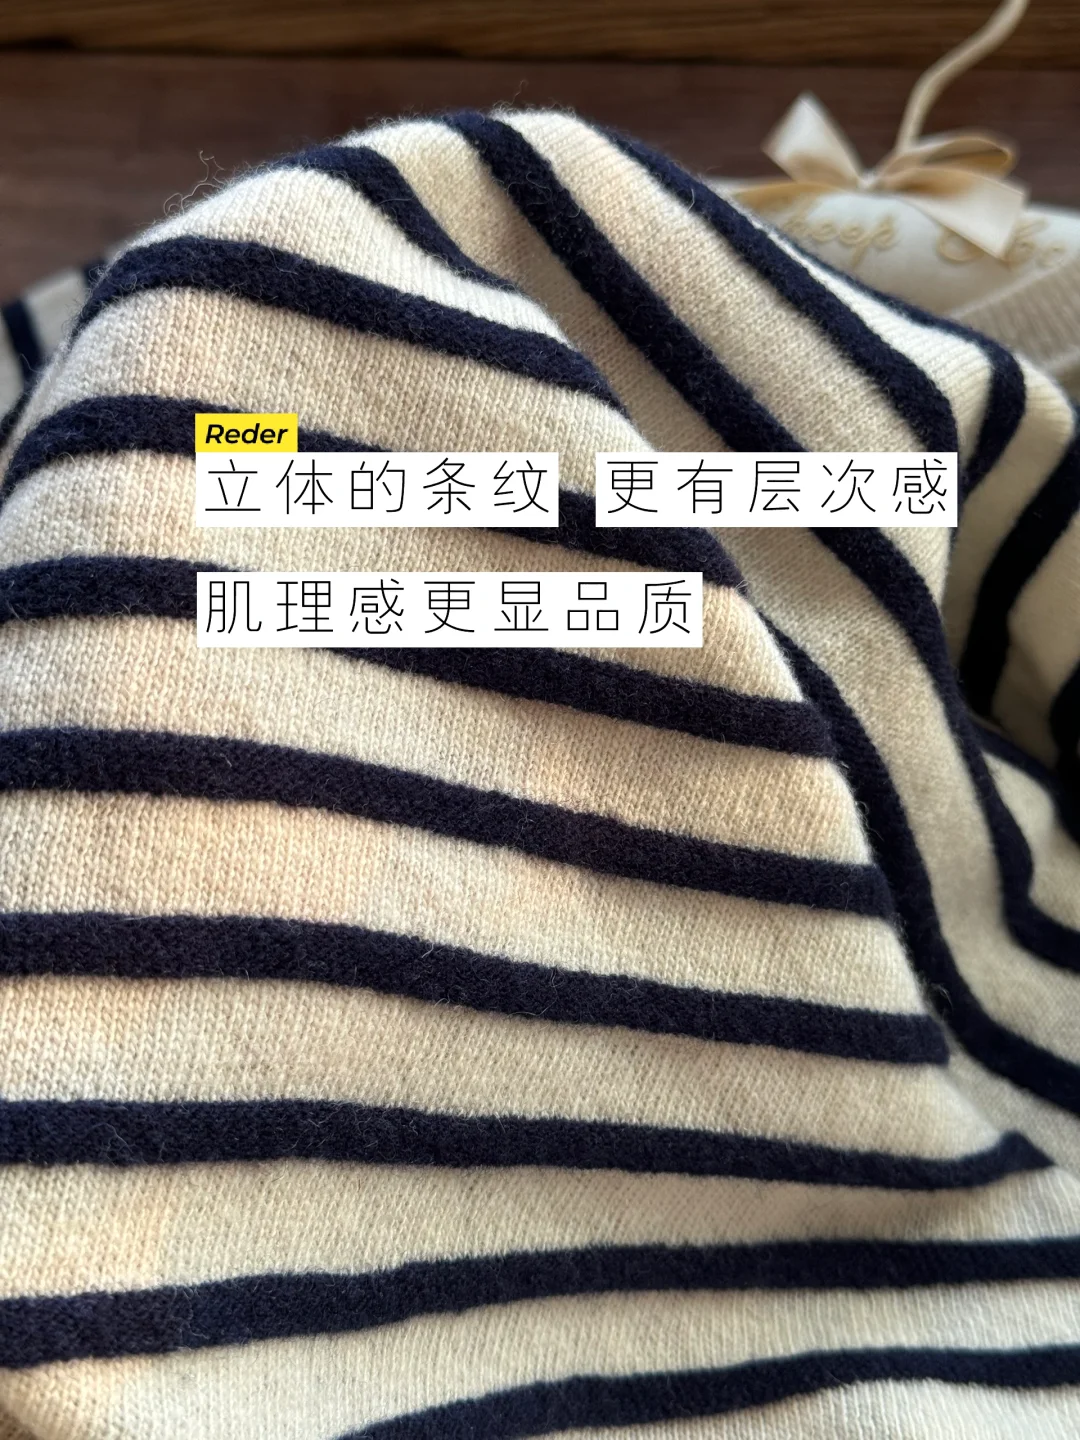 Reder
立体的条纹 更有层次感
肌理感更显品质